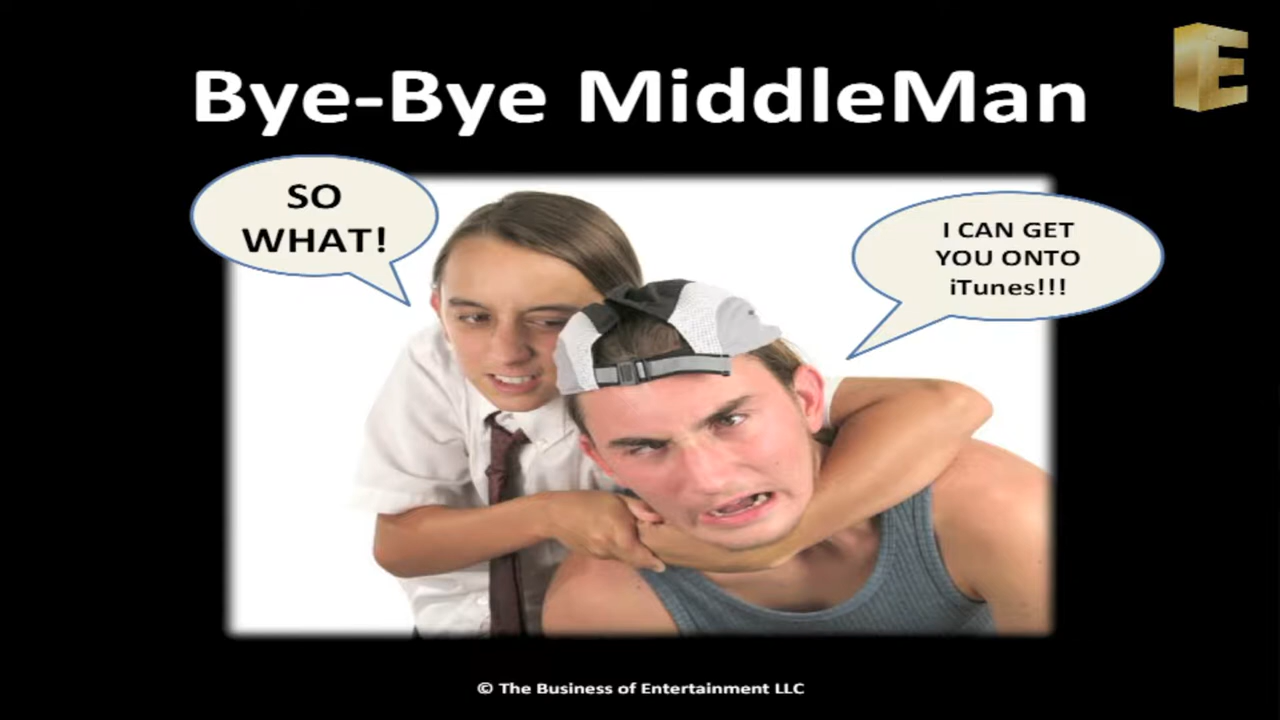 Bye-Bye MiddleMan
E
SO
WHAT!
I CAN GET
YOU ONTO
iTunes!!!
© The Business of Entertainment LLC